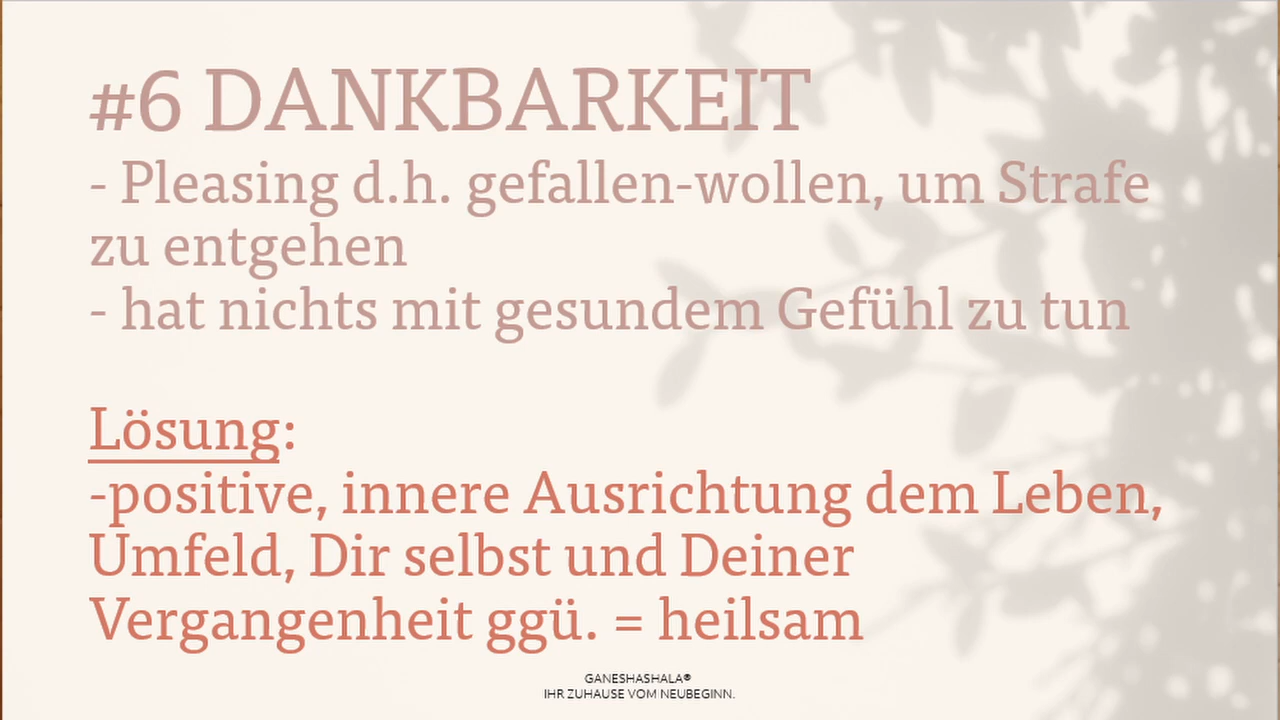 #6 DANKBARKEIT
- Pleasing d.h. gefallen-wollen, um Strafe
zu entgehen
- hat nichts mit gesundem Gefühl zu tun
Lösung:
-positive, innere Ausrichtung dem Leben,
Umfeld, Dir selbst und Deiner
Vergangenheit ggü. = heilsam
GANESHASHALA®
IHR ZUHAUSE VOM NEUBEGINN.